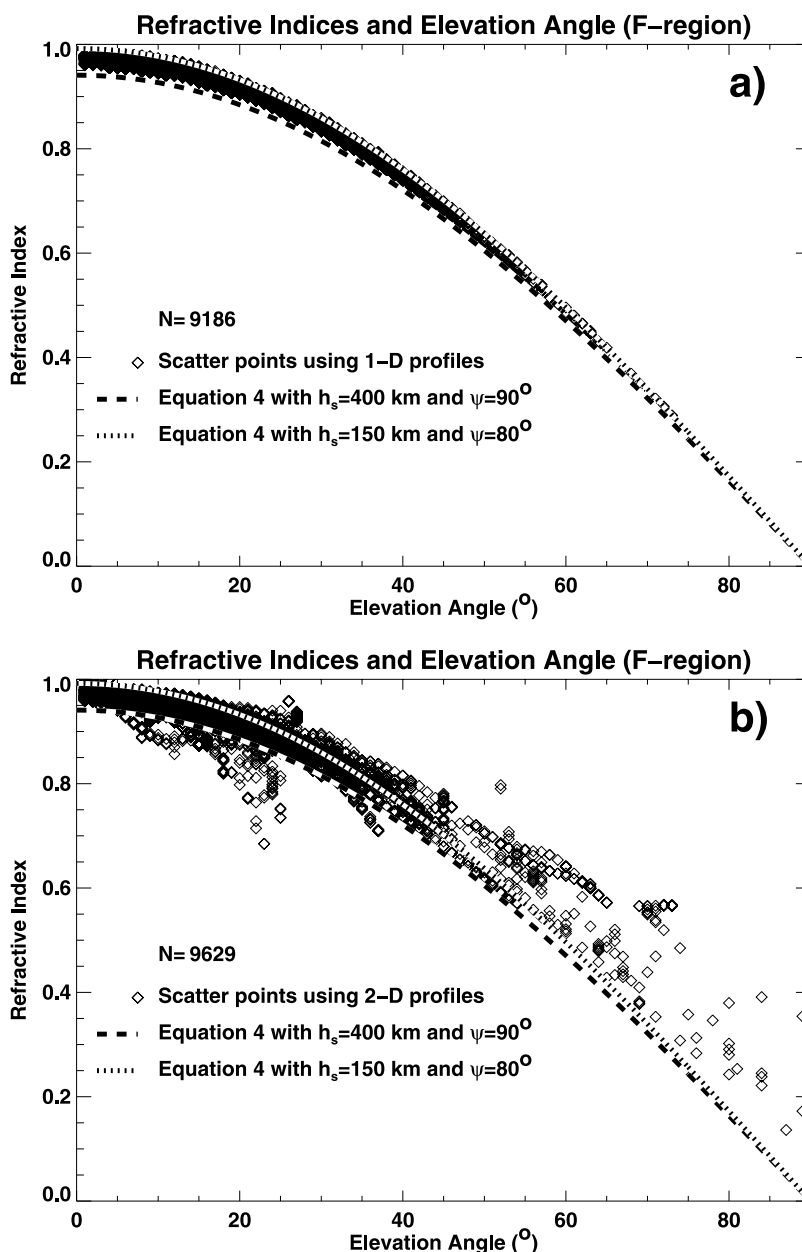 Refractive Indices and Elevation Angle (F−region)
a)
1.0
0.8
0.6
0.4
0.2
0.0
Refractive Index
N= 9186
Scatter points using 1−D profiles
Equation 4 with hs=400 km and ψ=90o
Equation 4 with hs=150 km and ψ=80o
0 20 40 60 80
Elevation Angle (o)
Refractive Indices and Elevation Angle (F−region)
b)
1.0
0.8
0.6
0.4
0.2
0.0
Refractive Index
N= 9629
Scatter points using 2−D profiles
Equation 4 with hs=400 km and ψ=90o
Equation 4 with hs=150 km and ψ=80o
0 20 40 60 80
Elevation Angle (o)